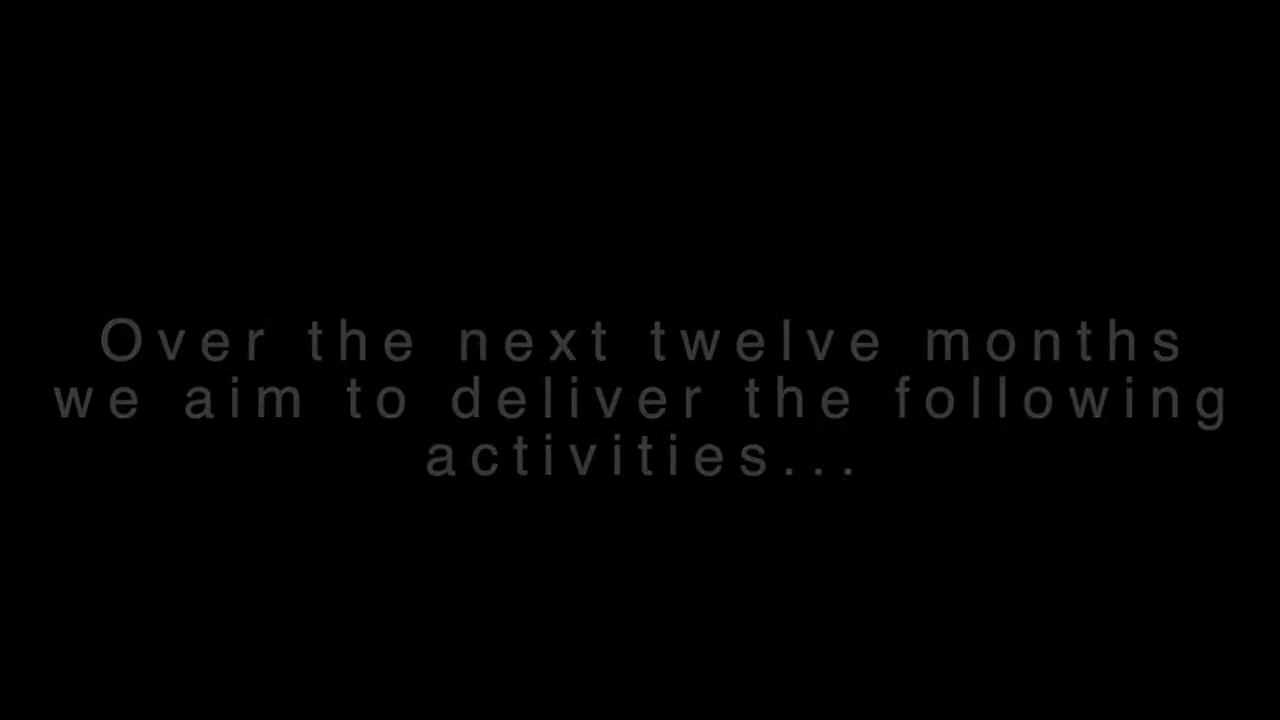 Over the next twelve months
we aim to deliver the following
activities...